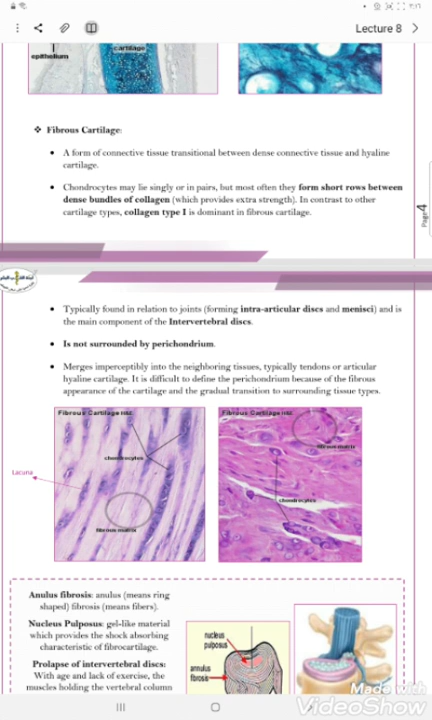 Lecture 8
epithelium
cartilage
❖ Fibrous Cartilage:
• A form of connective tissue transitional between dense connective tissue and hyaline
cartilage.
• Chondrocytes may lie singly or in pairs, but most often they form short rows between
dense bundles of collagen (which provides extra strength). In contrast to other
cartilage types, collagen type I is dominant in fibrous cartilage.
Page 4
• Typically found in relation to joints (forming intra-articular discs and menisci) and is
the main component of the Intervertebral discs.
• Is not surrounded by perichondrium.
• Merges imperceptibly into the neighboring tissues, typically tendons or articular
hyaline cartilage. It is difficult to define the perichondrium because of the fibrous
appearance of the cartilage and the gradual transition to surrounding tissue types.
Fibrous Cartilage H&E
chondrocytes
Lacuna
fibrous matrix
Fibrous Cartilage H&E
fibrous matrix
chondrocytes
Anulus fibrosis: anulus (means ring
shaped) fibrosis (means fibers).
Nucleus Pulposus: gel-like material
which provides the shock absorbing
characteristic of fibrocartilage.
Prolapse of intervertebral discs:
With age and lack of exercise, the
muscles holding the vertebral column
nucleus
pulposus
annulus
fibrosis
Made with
VideoShow